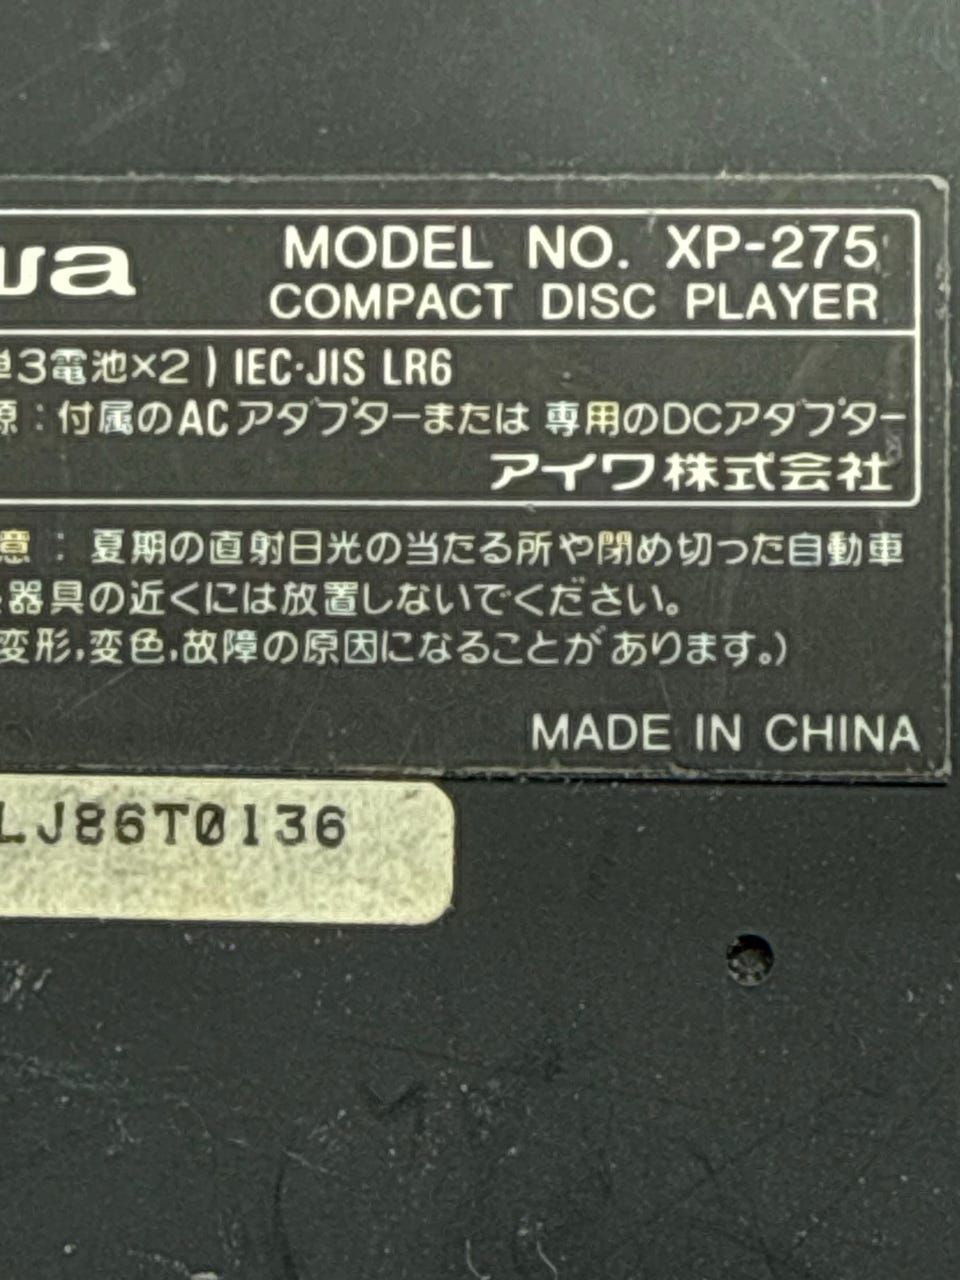 wa MODEL NO. XP-275
COMPACT DISC PLAYER
単3電池×2) IEC·JIS LR6
源:付属のACアダプターまたは 専用のDCアダプター
アイワ株式会社
意:夏期の直射日光の当たる所や閉め切った自動車
器具の近くには放置しないでください。
変形,変色,故障の原因になることがあります。)
MADE IN CHINA
LJ86T0136